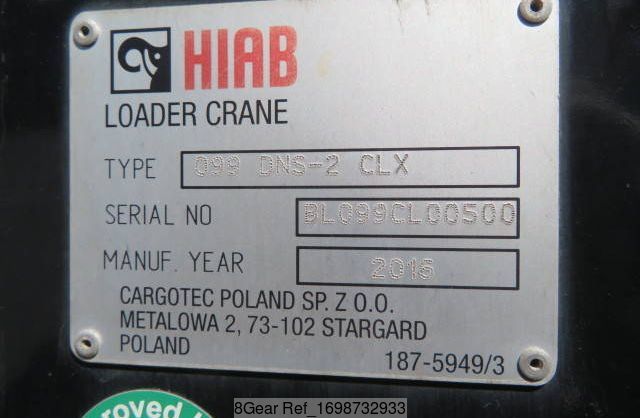 HIAB
LOADER CRANE
TYPE 099 DNS-2 CLX
SERIAL NO BL099CL00500
MANUF. YEAR 2016
CARGOTEC POLAND SP. Z O.O.
METALOWA 2, 73-102 STARGARD
POLAND
187-5949/3
8Gear Ref_1698732933